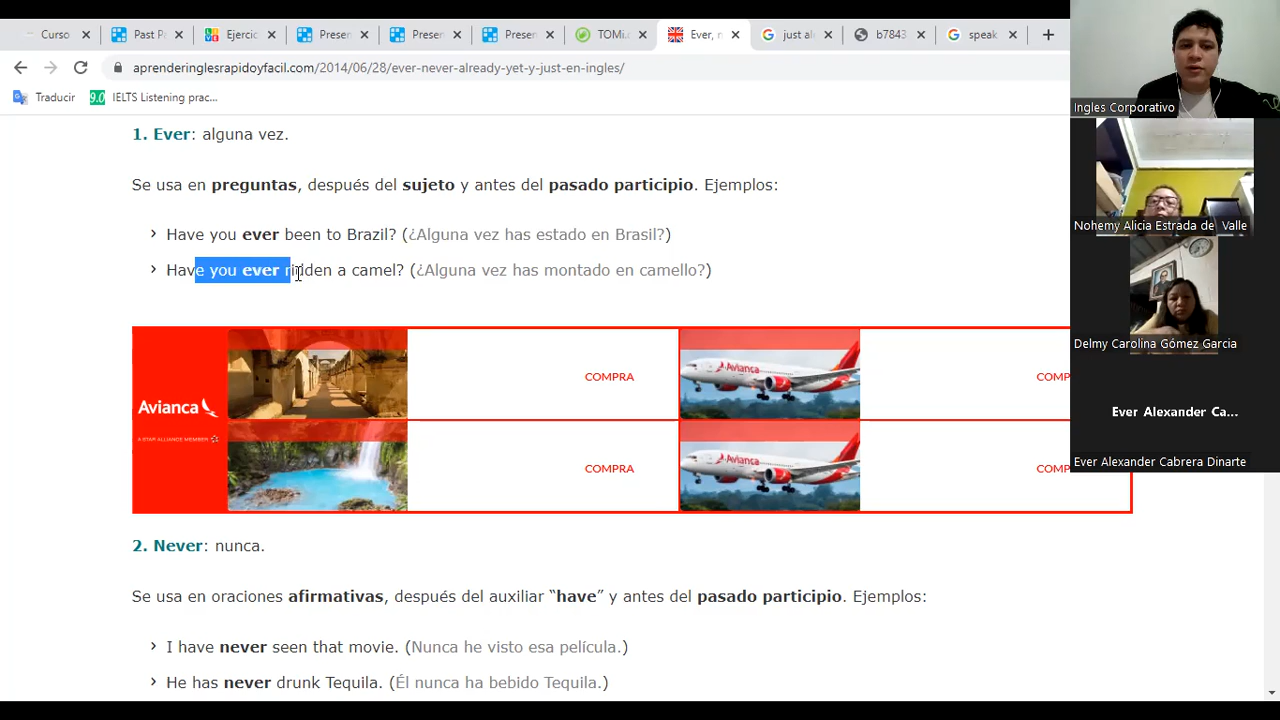 Curso
Past P
Ejercic
Presen
Presen
Presen
TOMi.
Ever, n
just al
b7843
speak
aprenderinglesrapidoyfacil.com/2014/06/28/ever-never-already-yet-y-just-en-ingles/
Traducir
9.0 IELTS Listening prac...
Ingles Corporativo
1. Ever: alguna vez.
Se usa en preguntas, después del sujeto y antes del pasado participio. Ejemplos:
Have you ever been to Brazil? (¿Alguna vez has estado en Brasil?)
Have you ever ridden a camel? (¿Alguna vez has montado en camello?)
Nohemy Alicia Estrada de Valle
Delmy Carolina Gómez Garcia
Avianca
A STAR ALLIANCE MEMBER
COMPRA
Avianca
COMP
COMPRA
Avianca
COMP
Ever Alexander Ca...
Ever Alexander Cabrera Dinarte
2. Never: nunca.
Se usa en oraciones afirmativas, después del auxiliar “have” y antes del pasado participio. Ejemplos:
I have never seen that movie. (Nunca he visto esa película.)
He has never drunk Tequila. (Él nunca ha bebido Tequila.)